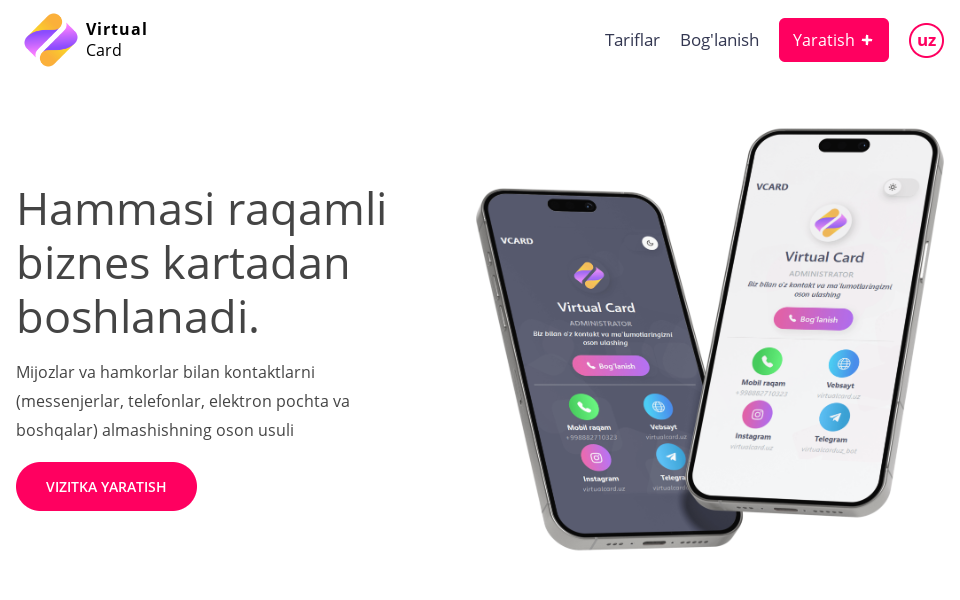 Virtual
Card
Tariflar
Bog'lanish
Yaratish +
uz
Hammasi raqamli
biznes kartadan
boshlanadi.
Mijozlar va hamkorlar bilan kontaktlarni
(messenjerlar, telefonlar, elektron pochta va
boshqalar) almashishning oson usuli
VIZITKA YARATISH
VCARD
Virtual Card
ADMINISTRATOR
Biz bilan o'z kontakt va ma'lumotlaringizni
oson ulashing
Bog'lanish
Mobil raqam
+998882710323
Vebsayt
virtualcard.uz
Instagram
virtualcard.uz
Telegra
virtualcard
VCARD
Virtual Card
ADMINISTRATOR
Biz bilan o'z kontakt va ma'lumotlaringizni
oson ulashing
Bog'lanish
Mobil raqam
+998882710323
Vebsayt
virtualcard.uz
Instagram
virtualcard.uz
Telegram
virtualcarduz_bot